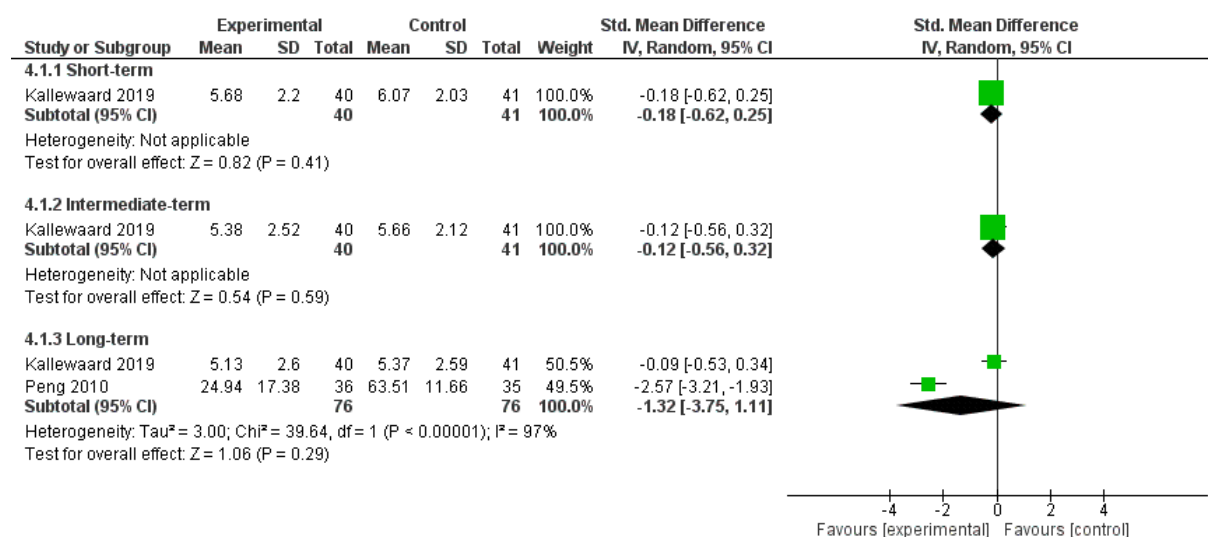 Experimental Control Std. Mean Difference Std. Mean Difference
Study or Subgroup Mean SD Total Mean SD Total Weight IV, Random, 95% CI IV, Random, 95% CI
4.1.1 Short-term
Kallewaard 2019 5.68 2.2 40 6.07 2.03 41 100.0% -0.18 [-0.62, 0.25]
Subtotal (95% CI) 40 41 100.0% -0.18 [-0.62, 0.25]
Heterogeneity: Not applicable
Test for overall effect: Z = 0.82 (P = 0.41)
4.1.2 Intermediate-term
Kallewaard 2019 5.38 2.52 40 5.66 2.12 41 100.0% -0.12 [-0.56, 0.32]
Subtotal (95% CI) 40 41 100.0% -0.12 [-0.56, 0.32]
Heterogeneity: Not applicable
Test for overall effect: Z = 0.54 (P = 0.59)
4.1.3 Long-term
Kallewaard 2019 5.13 2.6 40 5.37 2.59 41 50.5% -0.09 [-0.53, 0.34]
Peng 2010 24.94 17.38 36 63.51 11.66 35 49.5% -2.57 [-3.21, -1.93]
Subtotal (95% CI) 76 76 100.0% -1.32 [-3.75, 1.11]
Heterogeneity: Tau² = 3.00; Chi² = 39.64, df = 1 (P < 0.00001); I² = 97%
Test for overall effect: Z = 1.06 (P = 0.29)
-4 -2 0 2 4
Favours [experimental] Favours [control]